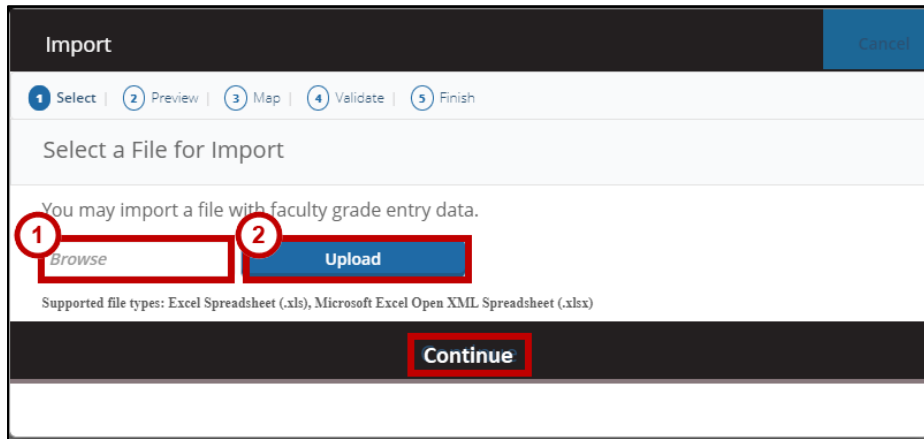 Import Cancel
1 Select | 2 Preview | 3 Map | 4 Validate | 5 Finish
Select a File for Import
You may import a file with faculty grade entry data.
1 2
Browse Upload
Supported file types: Excel Spreadsheet (.xls), Microsoft Excel Open XML Spreadsheet (.xlsx)
Continue